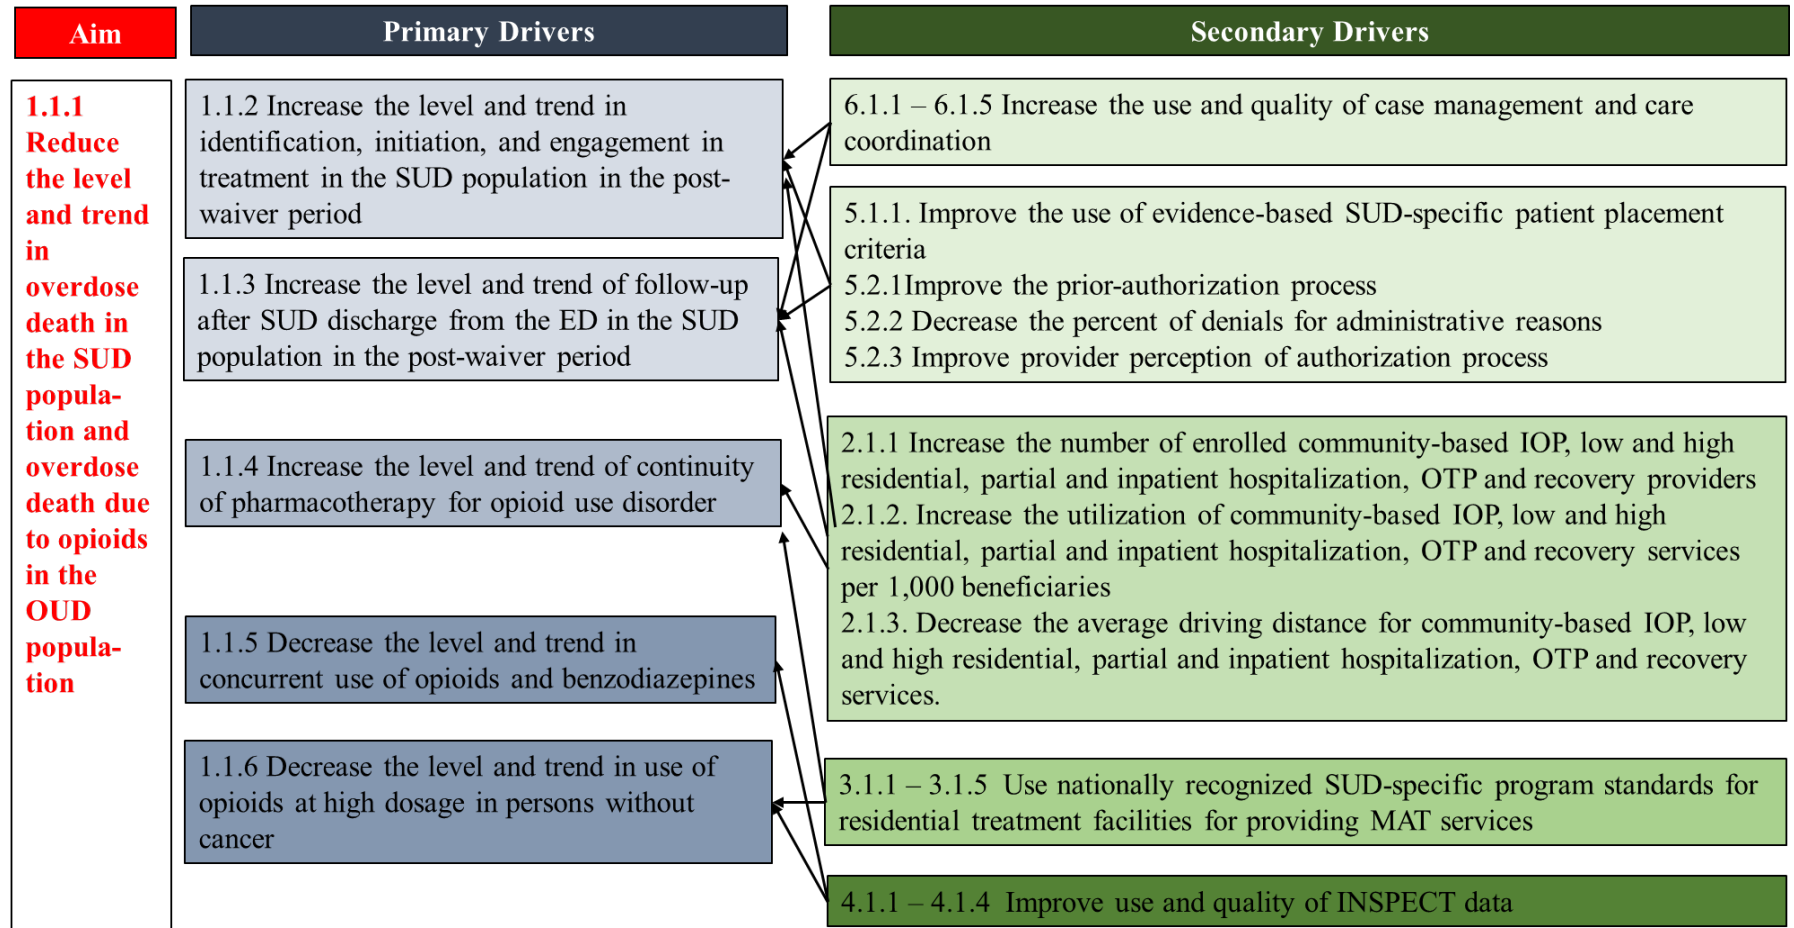 Aim
Primary Drivers
Secondary Drivers
1.1.1
Reduce
the level
and trend
in
overdose
death in
the SUD
popula-
tion and
overdose
death due
to opioids
in the
OUD
popula-
tion
1.1.2 Increase the level and trend in
identification, initiation, and engagement in
treatment in the SUD population in the post-
waiver period
1.1.3 Increase the level and trend of follow-up
after SUD discharge from the ED in the SUD
population in the post-waiver period
1.1.4 Increase the level and trend of continuity
of pharmacotherapy for opioid use disorder
1.1.5 Decrease the level and trend in
concurrent use of opioids and benzodiazepines
1.1.6 Decrease the level and trend in use of
opioids at high dosage in persons without
cancer
6.1.1 – 6.1.5 Increase the use and quality of case management and care
coordination
5.1.1. Improve the use of evidence-based SUD-specific patient placement
criteria
5.2.1Improve the prior-authorization process
5.2.2 Decrease the percent of denials for administrative reasons
5.2.3 Improve provider perception of authorization process
2.1.1 Increase the number of enrolled community-based IOP, low and high
residential, partial and inpatient hospitalization, OTP and recovery providers
2.1.2. Increase the utilization of community-based IOP, low and high
residential, partial and inpatient hospitalization, OTP and recovery services
per 1,000 beneficiaries
2.1.3. Decrease the average driving distance for community-based IOP, low
and high residential, partial and inpatient hospitalization, OTP and recovery
services.
3.1.1 – 3.1.5 Use nationally recognized SUD-specific program standards for
residential treatment facilities for providing MAT services
4.1.1 – 4.1.4 Improve use and quality of INSPECT data